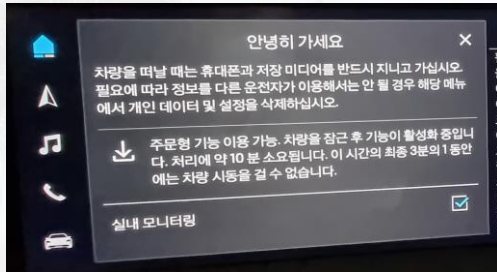 안녕히 가세요
차량을 떠날 때는 휴대폰과 저장 미디어를 반드시 지니고 가십시오.
필요에 따라 정보를 다른 운전자가 이용해서는 안 될 경우 해당 메뉴
에서 개인 데이터 및 설정을 삭제하십시오.
주문형 기능 이용 가능. 차량을 잠근 후 기능이 활성화 중입니
다. 처리에 약 10 분 소요됩니다. 이 시간의 최종 3분의 1 동안
에는 차량 시동을 걸 수 없습니다.
실내 모니터링